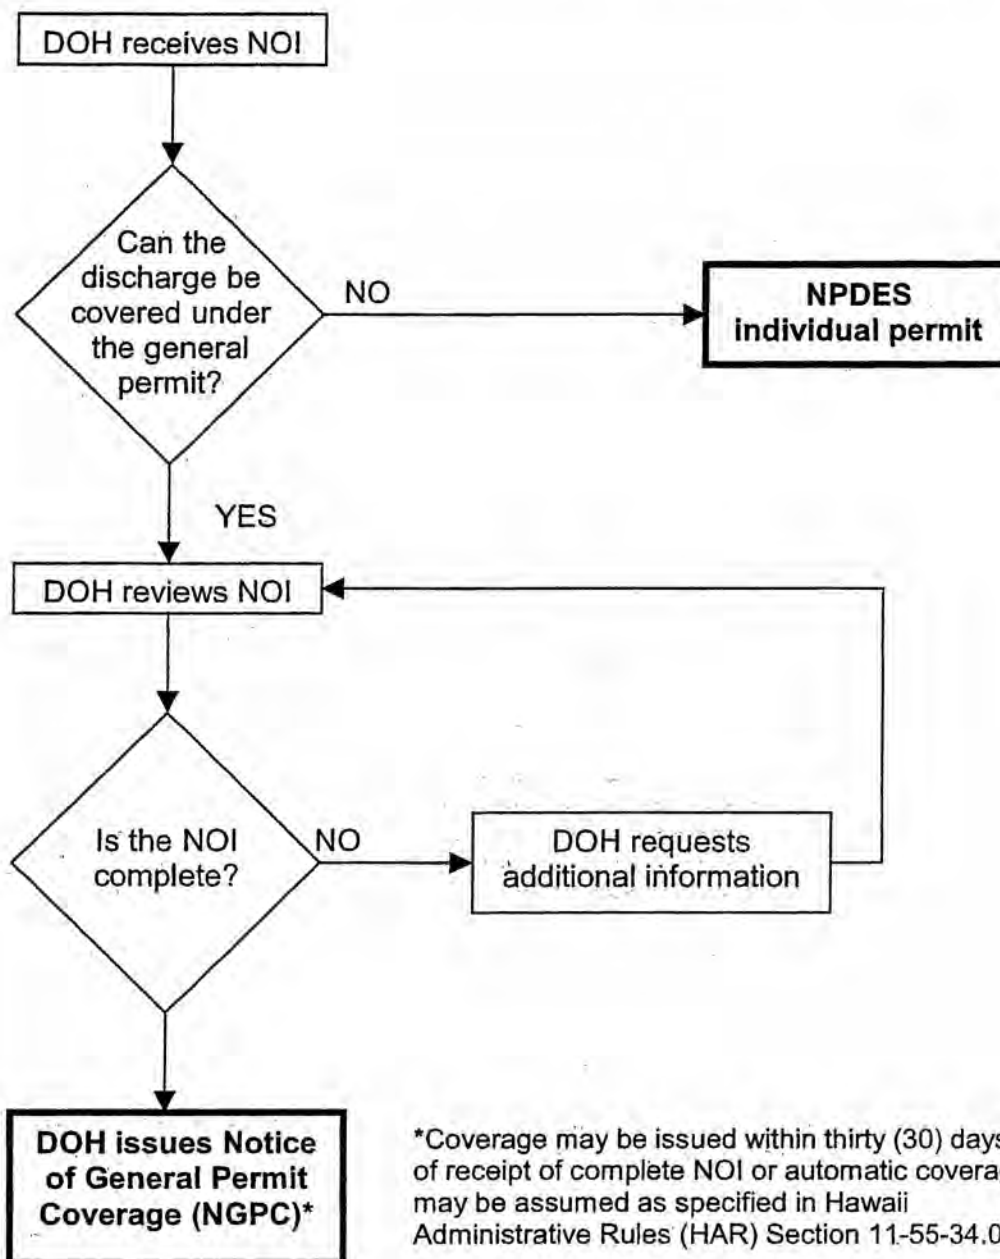 DOH receives NOI
Can the
discharge be
covered under
the general
permit?
NO
NPDES
individual permit
YES
DOH reviews NOI
Is the NOI
complete?
NO
DOH requests
additional information
DOH issues Notice
of General Permit
Coverage (NGPC)*
*Coverage may be issued within thirty (30) days
of receipt of complete NOI or automatic covera
may be assumed as specified in Hawaii
Administrative Rules (HAR) Section 11-55-34.0